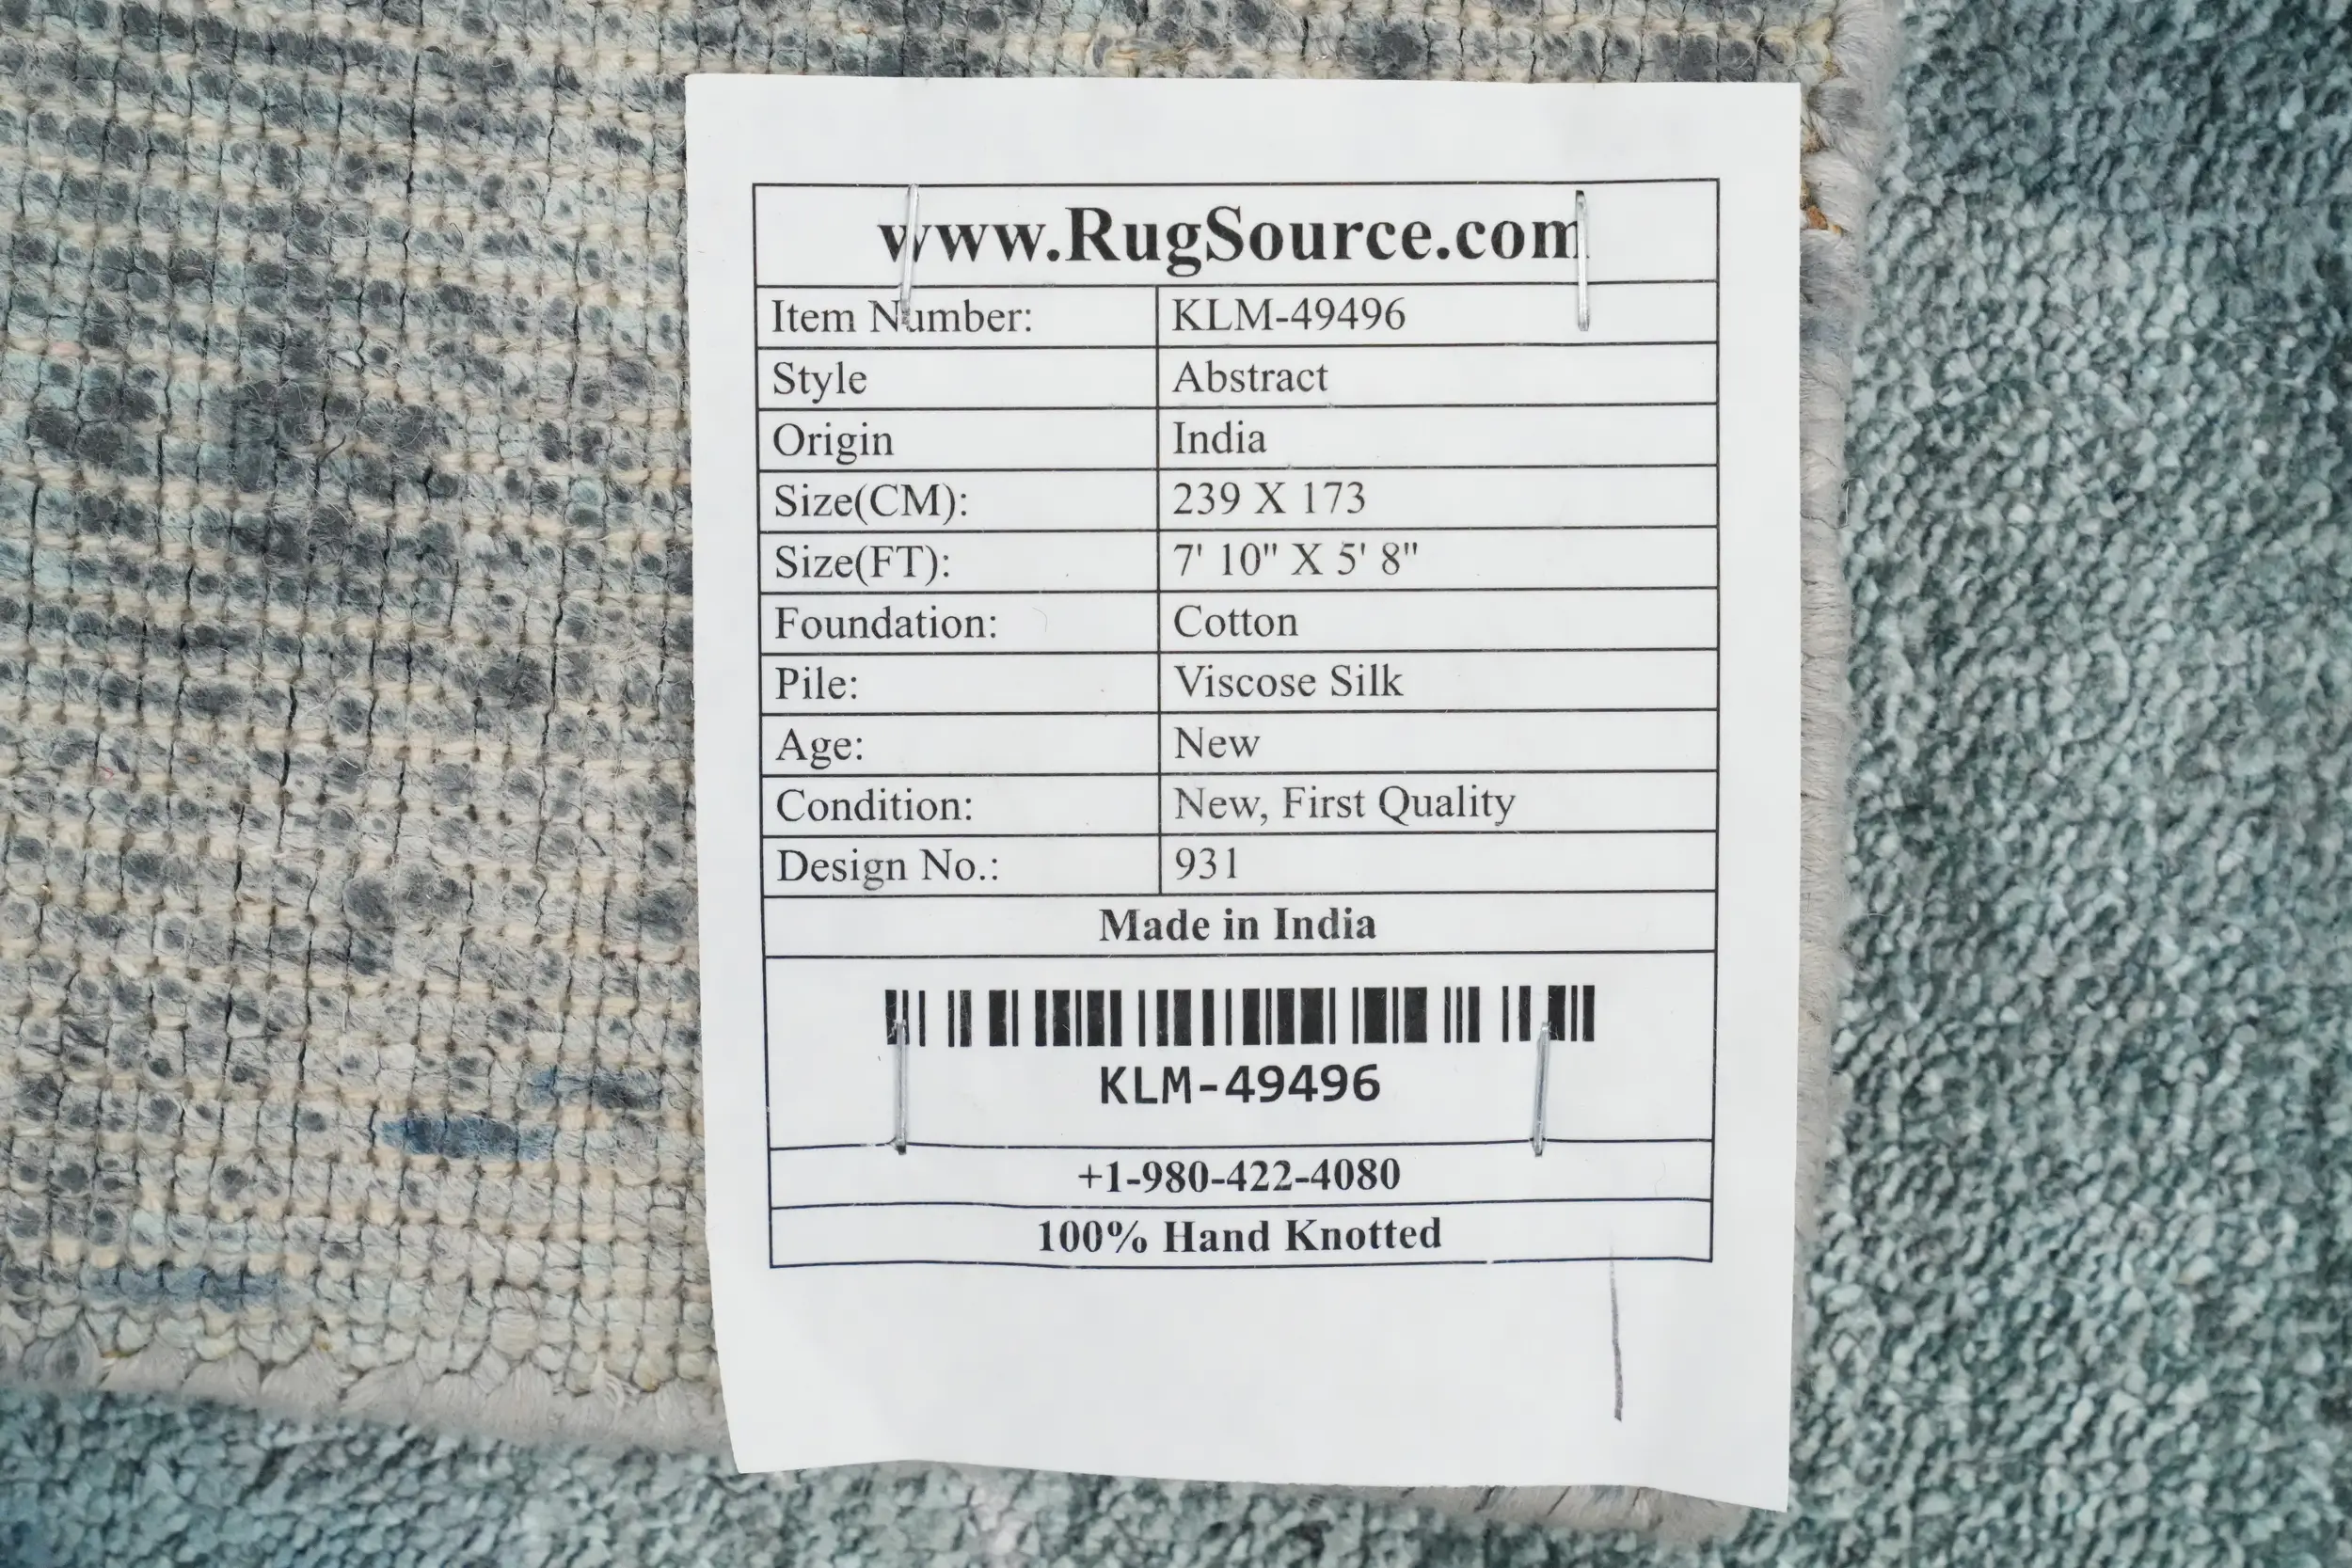 www.RugSource.com
Item Number: KLM-49496
Style Abstract
Origin India
Size(CM): 239 X 173
Size(FT): 7' 10" X 5' 8"
Foundation: Cotton
Pile: Viscose Silk
Age: New
Condition: New, First Quality
Design No.: 931
Made in India
KLM-49496
+1-980-422-4080
100% Hand Knotted